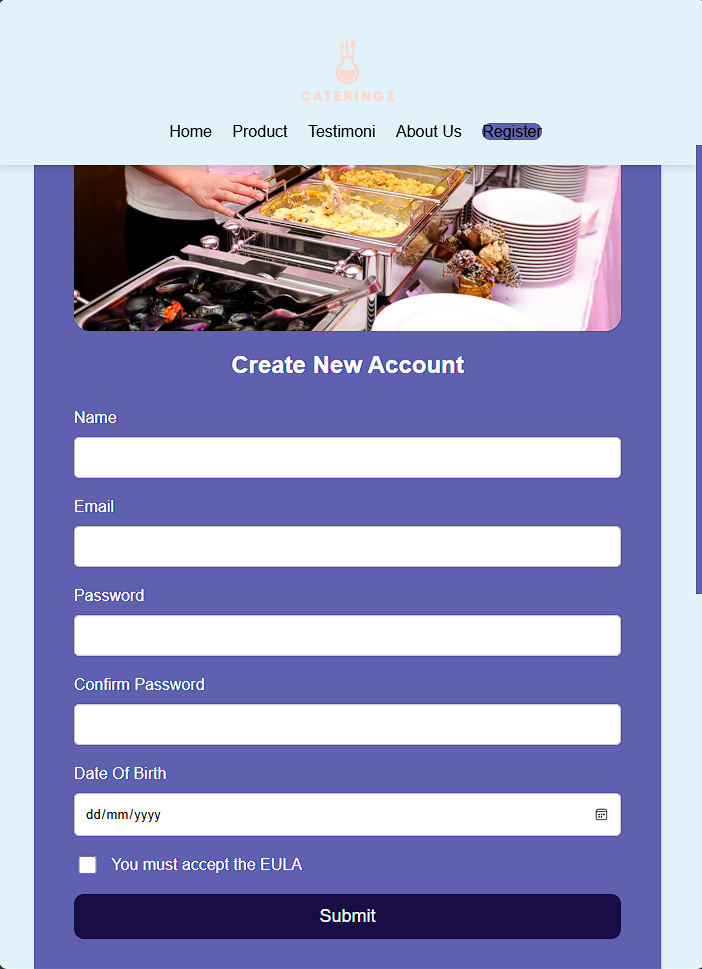 CATERINGZ
Home Product Testimoni About Us Register
Create New Account
Name
Email
Password
Confirm Password
Date Of Birth
dd/mm/yyyy
You must accept the EULA
Submit